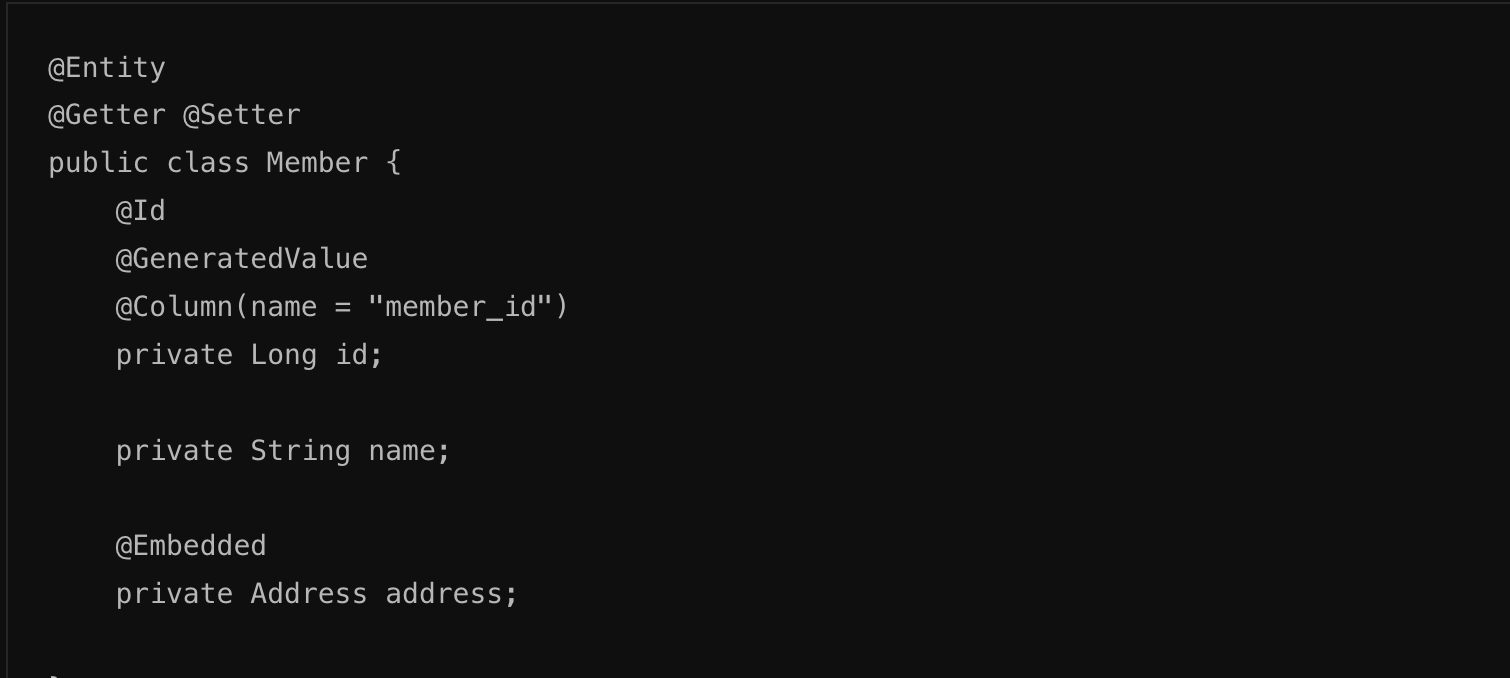 @Entity
@Getter @Setter
public class Member {
    @Id
    @GeneratedValue
    @Column(name = "member_id")
    private Long id;

    private String name;

    @Embedded
    private Address address;